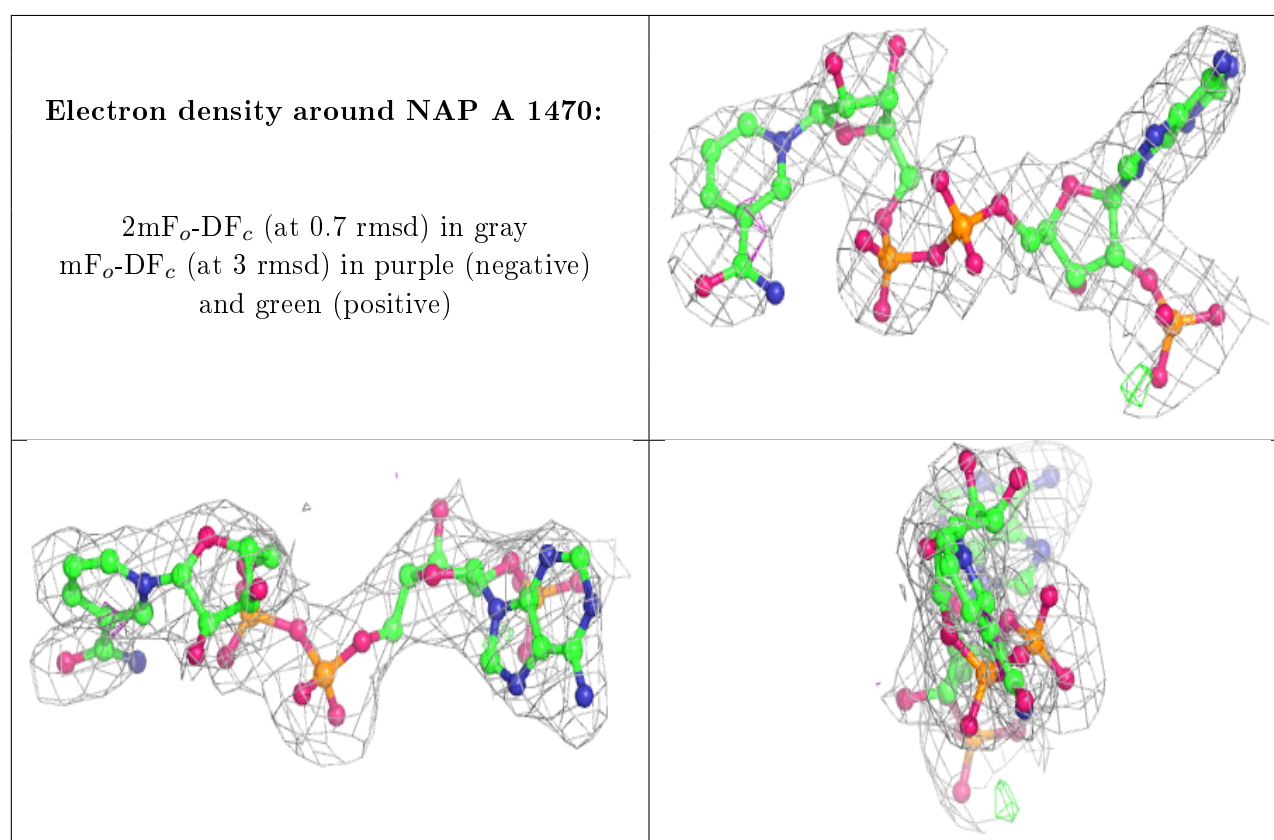 Electron density around NAP A 1470:
2mFo-DFc (at 0.7 rmsd) in gray
mFo-DFc (at 3 rmsd) in purple (negative)
and green (positive)